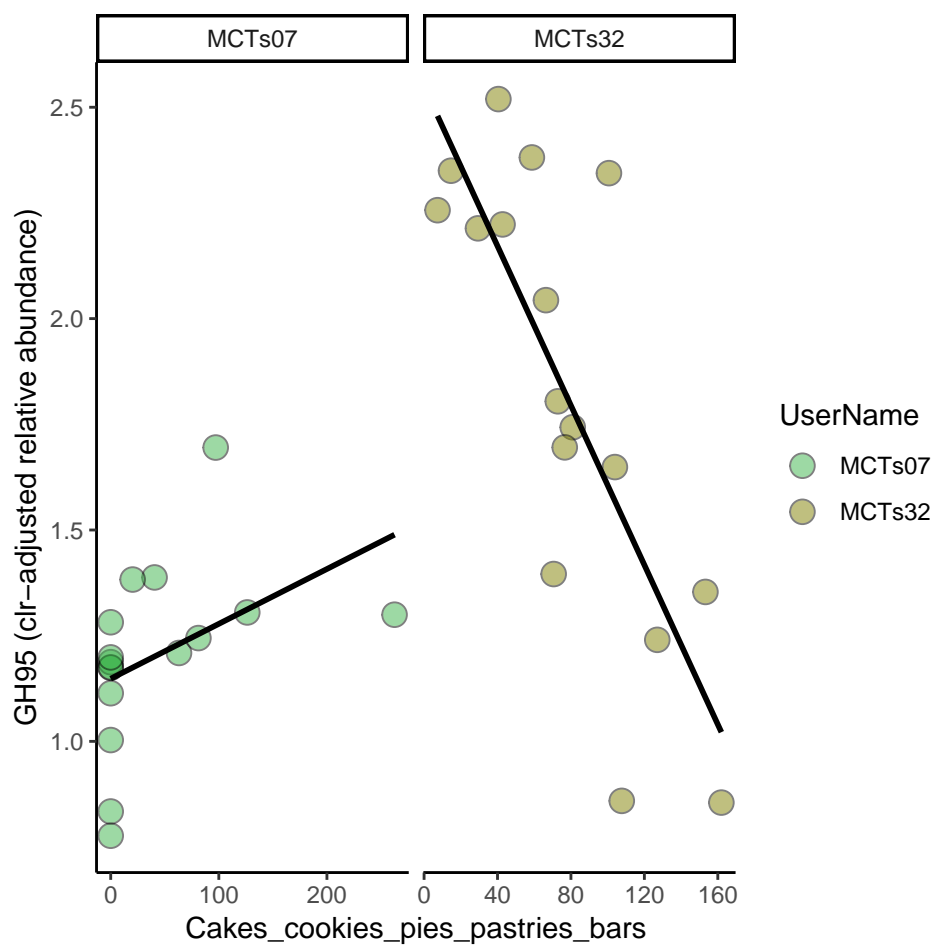 MCTs07 MCTs32
GH95 (clr−adjusted relative abundance)
2.5
2.0
1.5
1.0
0 100 200 0 40 80 120 160
Cakes_cookies_pies_pastries_bars
UserName
MCTs07
MCTs32